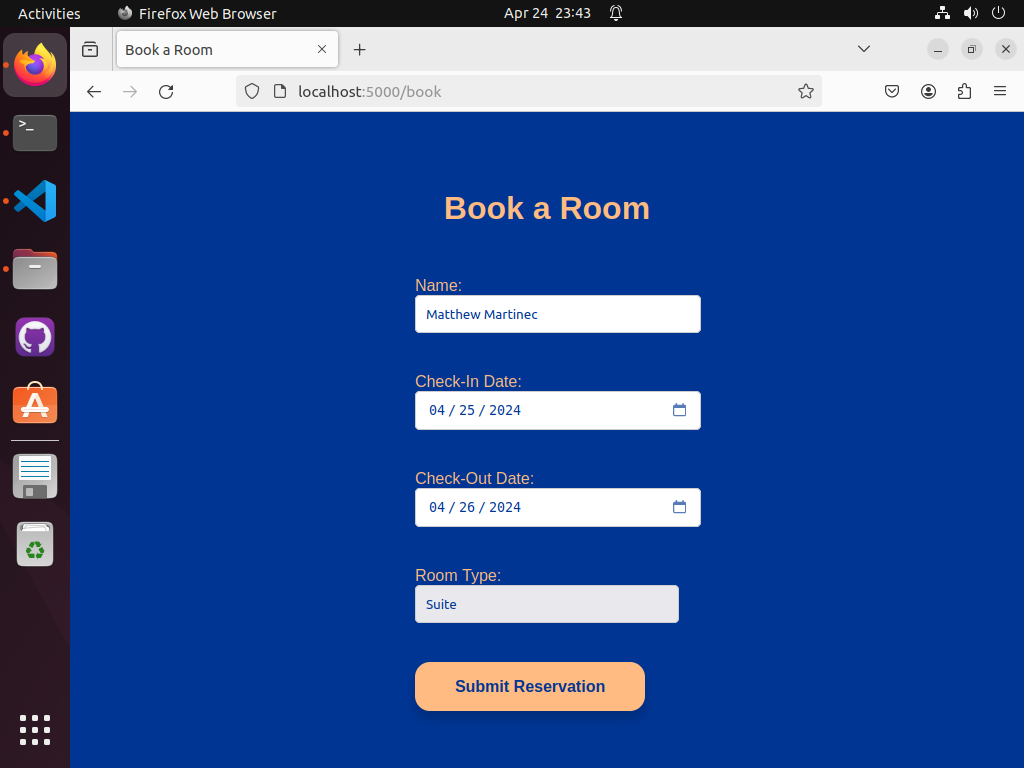 Activities Firefox Web Browser Apr 24 23:43
Book a Room
localhost:5000/book
>_
Book a Room
Name:
Matthew Martinec
Check-In Date:
04 / 25 / 2024
Check-Out Date:
04 / 26 / 2024
Room Type:
Suite
Submit Reservation